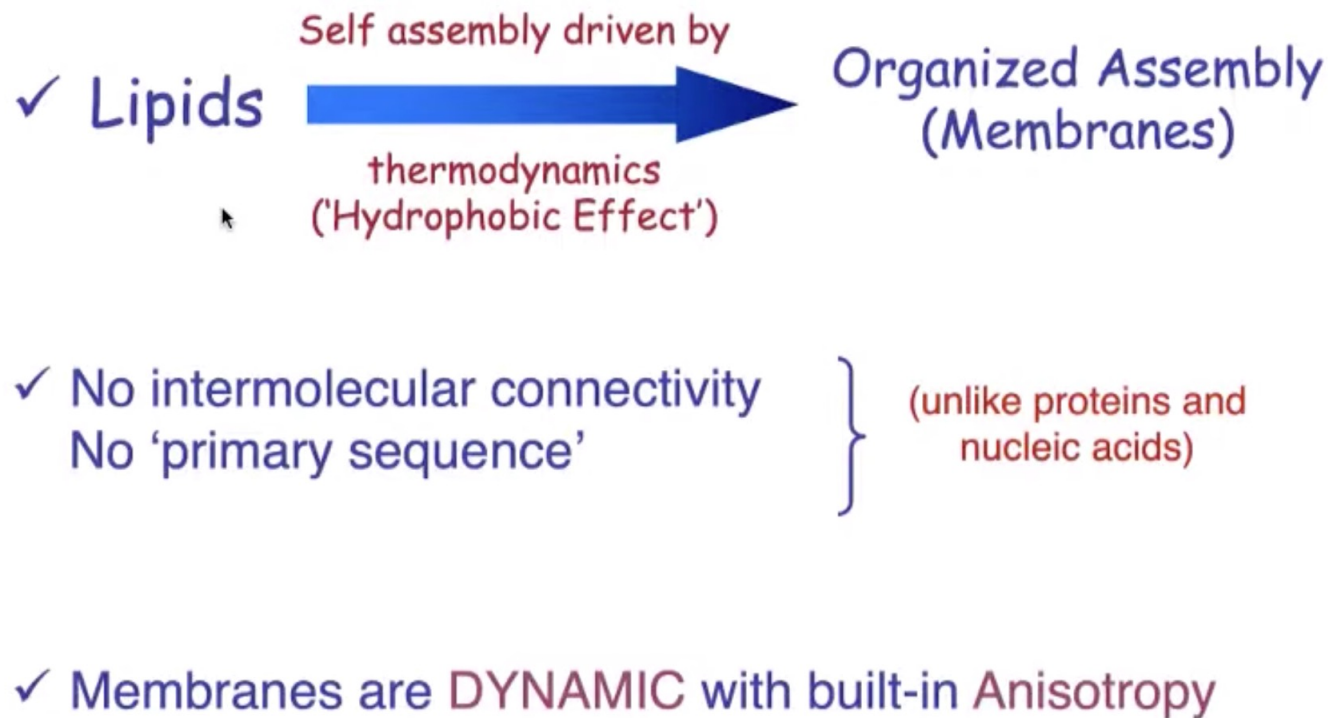 Self assembly driven by
✓ Lipids
Organized Assembly
(Membranes)
thermodynamics
(‘Hydrophobic Effect’)
✓ No intermolecular connectivity
No ‘primary sequence’
(unlike proteins and
nucleic acids)
✓ Membranes are DYNAMIC with built-in Anisotropy